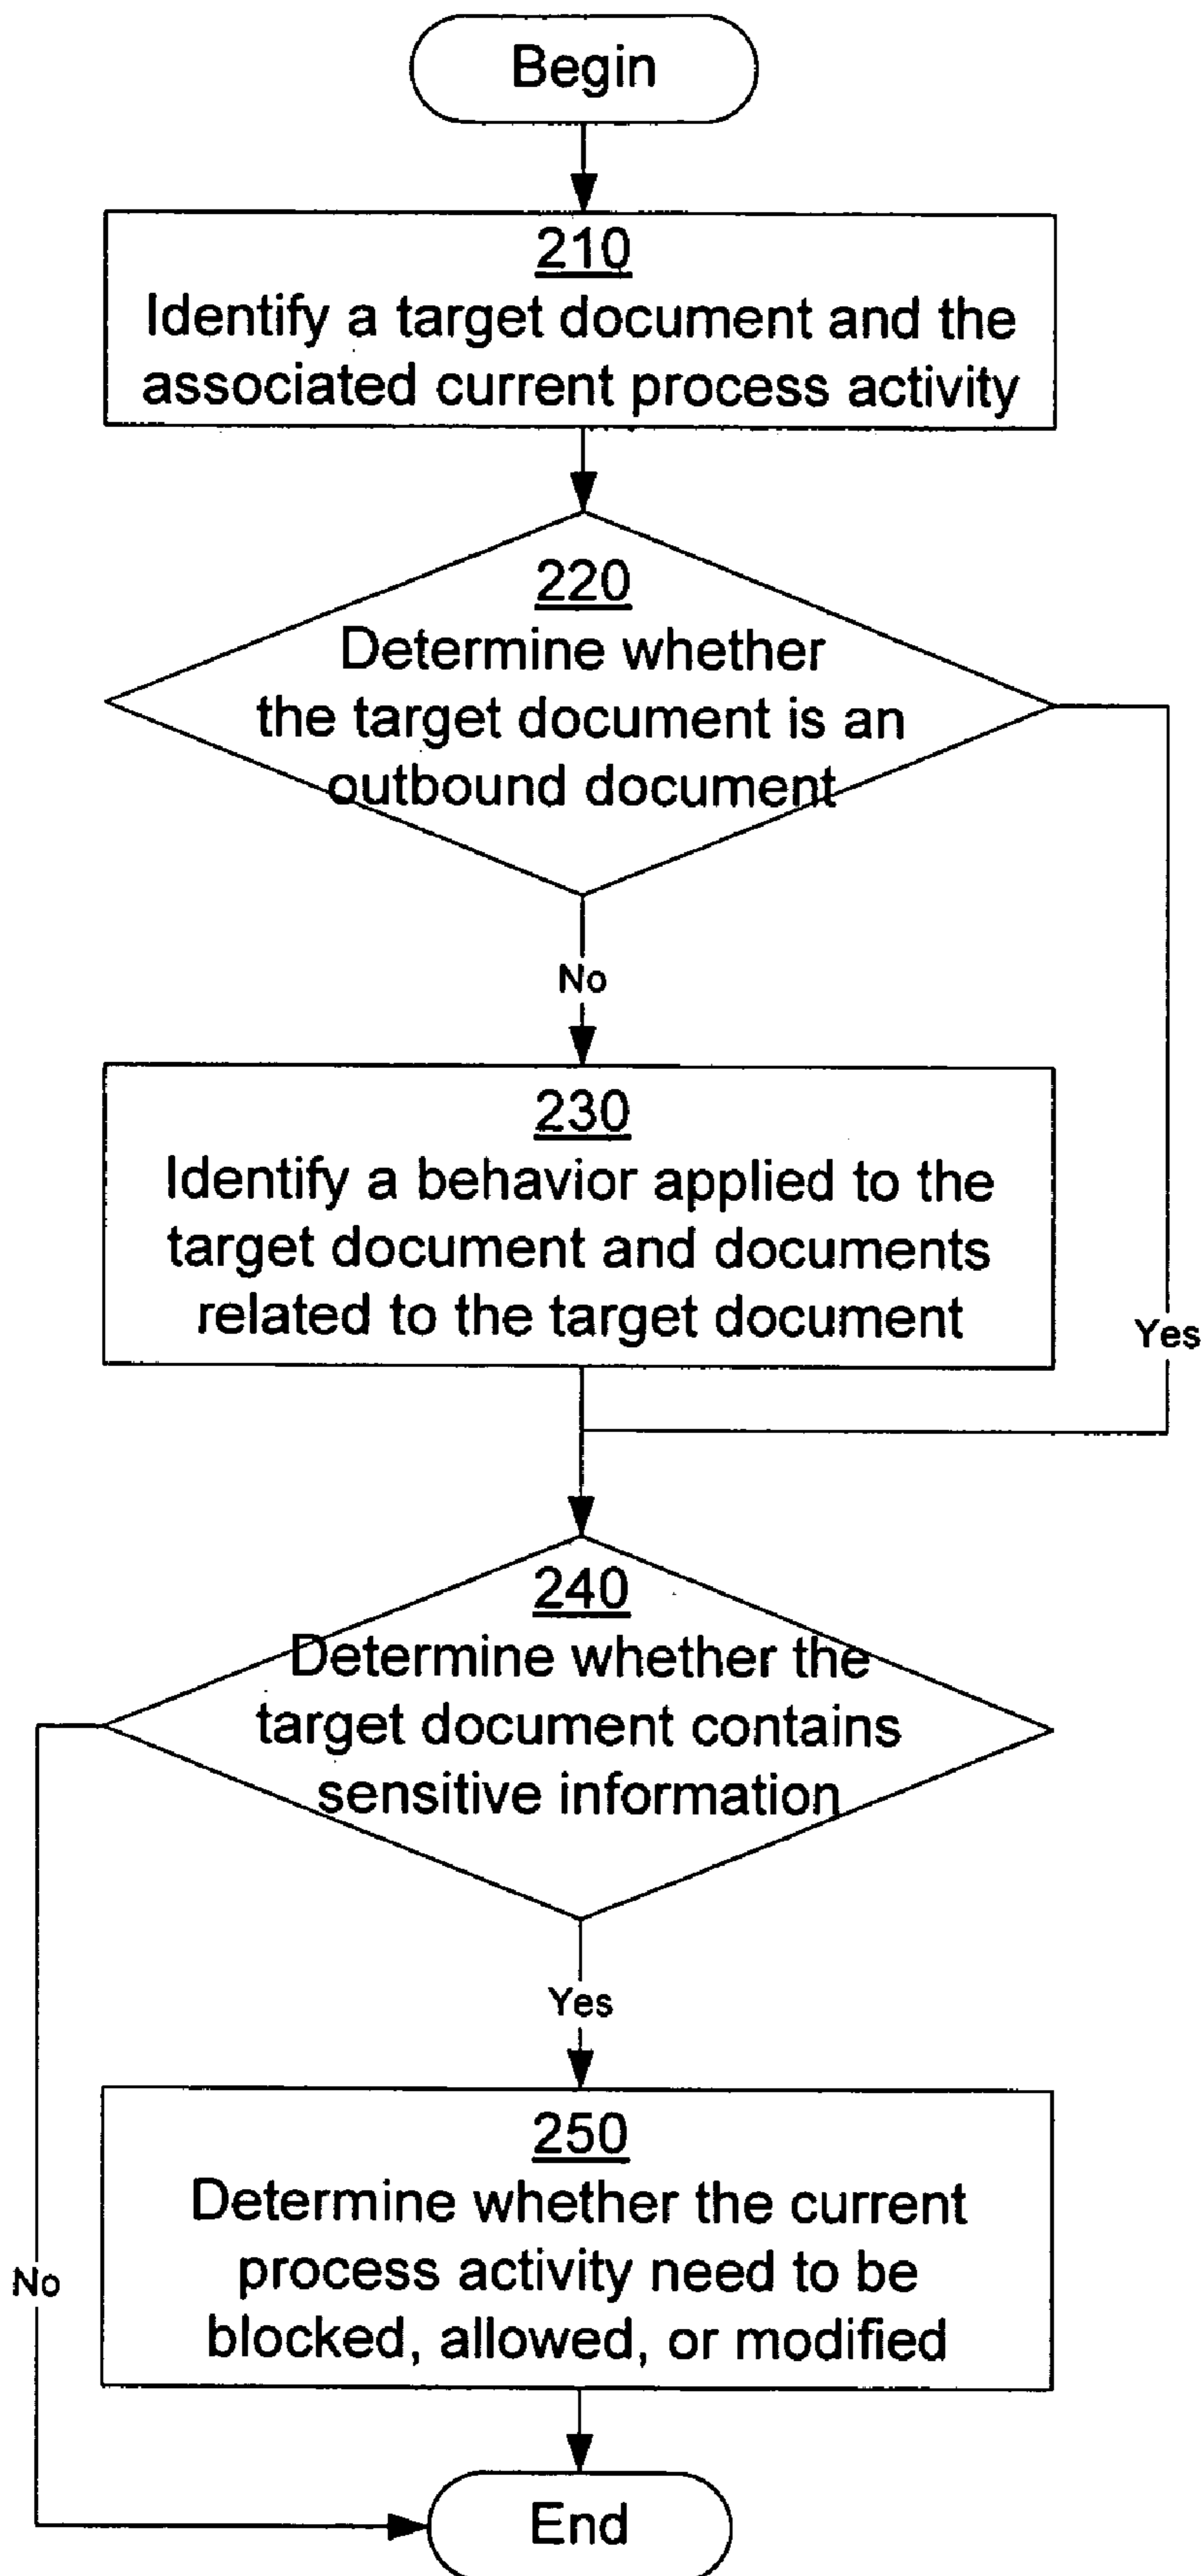 Begin
210
Identify a target document and the
associated current process activity
220
Determine whether
the target document is an
outbound document
No
230
Identify a behavior applied to the
target document and documents
related to the target document
Yes
240
Determine whether the
target document contains
sensitive information
Yes
250
Determine whether the current
process activity need to be
blocked, allowed, or modified
No
End